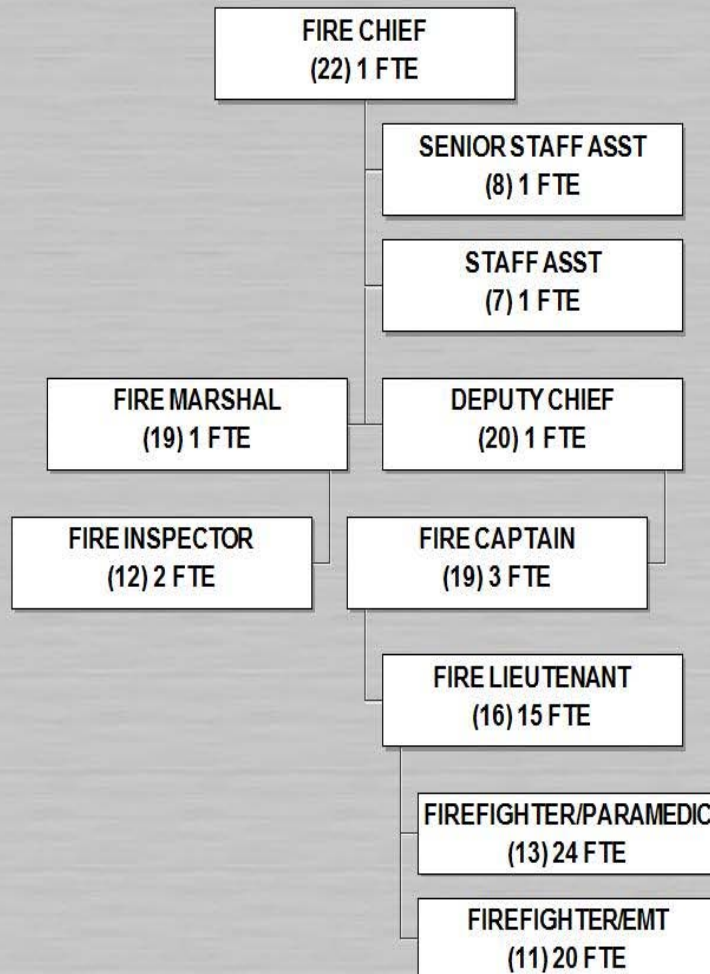 FIRE CHIEF
(22) 1 FTE
SENIOR STAFF ASST
(8) 1 FTE
STAFF ASST
(7) 1 FTE
FIRE MARSHAL
(19) 1 FTE
DEPUTY CHIEF
(20) 1 FTE
FIRE INSPECTOR
(12) 2 FTE
FIRE CAPTAIN
(19) 3 FTE
FIRE LIEUTENANT
(16) 15 FTE
FIREFIGHTER/PARAMEDIC
(13) 24 FTE
FIREFIGHTER/EMT
(11) 20 FTE